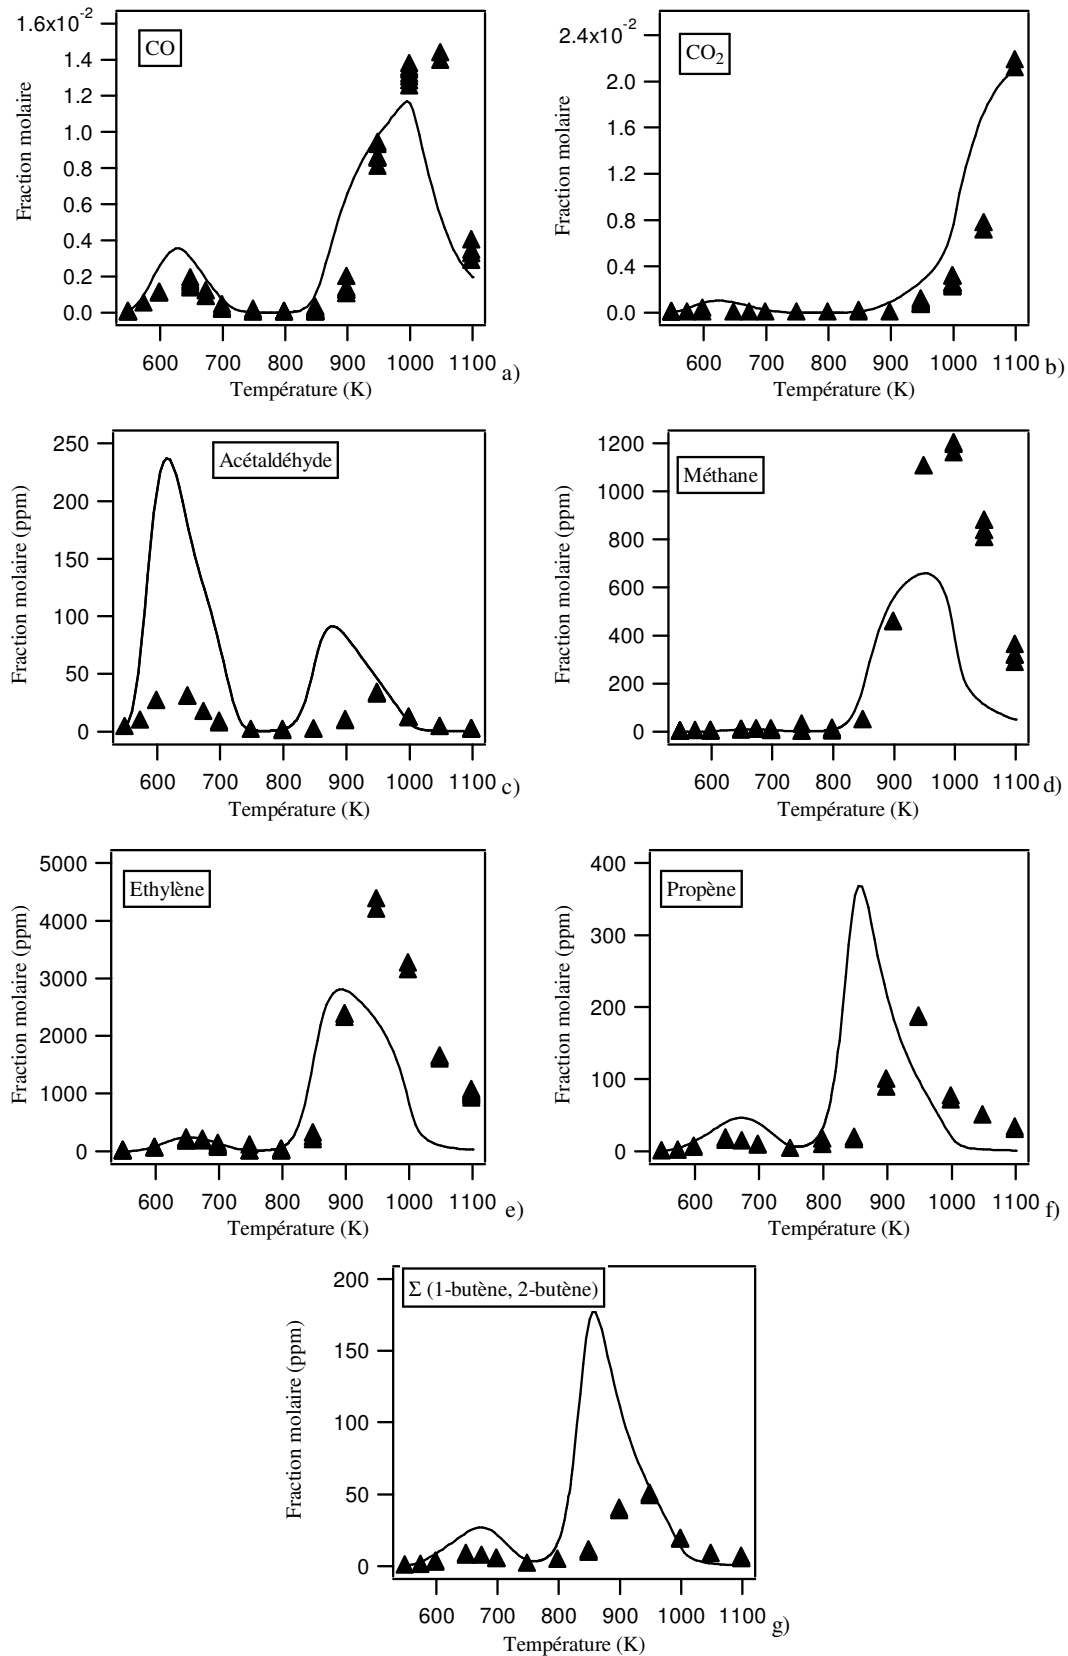 1.6x10-2
1.4
1.2
1.0
0.8
0.6
0.4
0.2
0.0
Fraction molaire
CO
600 700 800 900 1000 1100
Température (K)
a)
2.4x10-2
2.0
1.6
1.2
0.8
0.4
0.0
Fraction molaire
CO2
600 700 800 900 1000 1100
Température (K)
b)
250
200
150
100
50
0
Fraction molaire (ppm)
Acétaldéhyde
600 700 800 900 1000 1100
Température (K)
c)
1200
1000
800
600
400
200
0
Fraction molaire (ppm)
Méthane
600 700 800 900 1000 1100
Température (K)
d)
5000
4000
3000
2000
1000
0
Fraction molaire (ppm)
Ethylène
600 700 800 900 1000 1100
Température (K)
e)
400
300
200
100
0
Fraction molaire (ppm)
Propène
600 700 800 900 1000 1100
Température (K)
f)
200
150
100
50
0
Fraction molaire (ppm)
Σ (1-butène, 2-butène)
600 700 800 900 1000 1100
Température (K)
g)